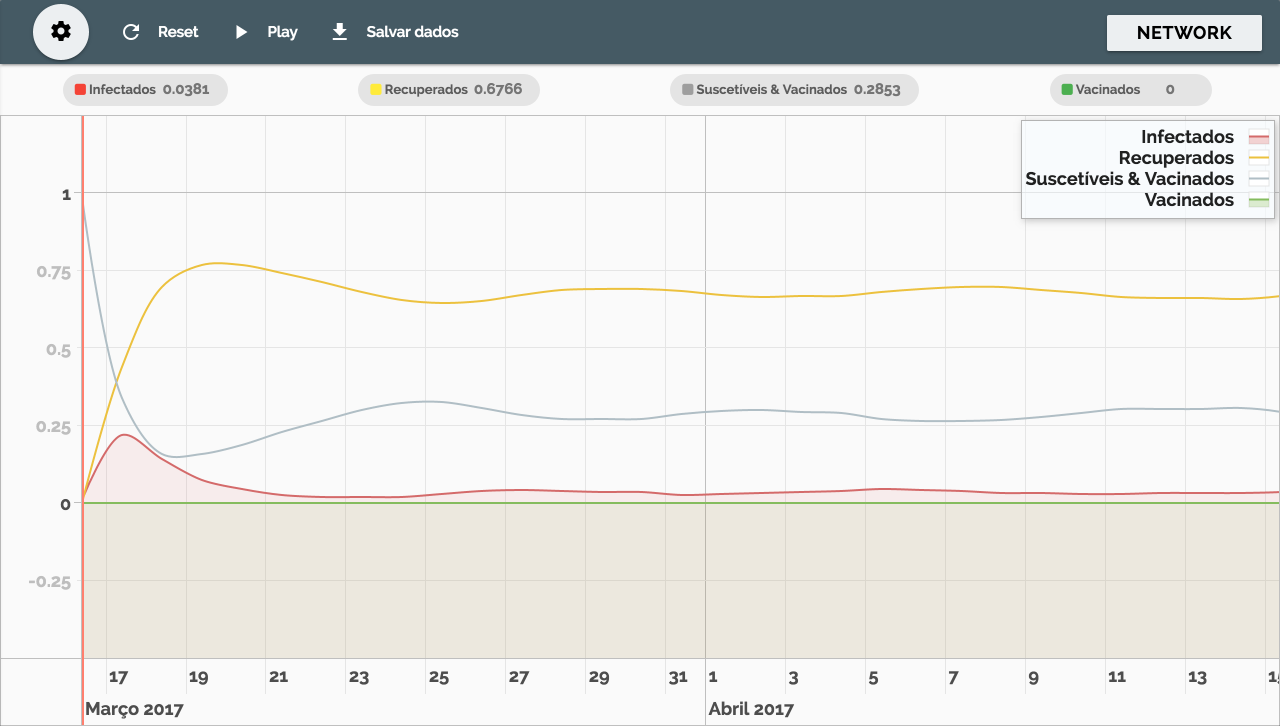 Reset Play Salvar dados NETWORK
Infectados 0.0381 Recuperados 0.6766 Suscetíveis & Vacinados 0.2853 Vacinados 0
Infectados
Recuperados
Suscetíveis & Vacinados
Vacinados
1
0.75
0.5
0.25
0
-0.25
17 19 21 23 25 27 29 31 1 3 5 7 9 11 13
Março 2017 Abril 2017